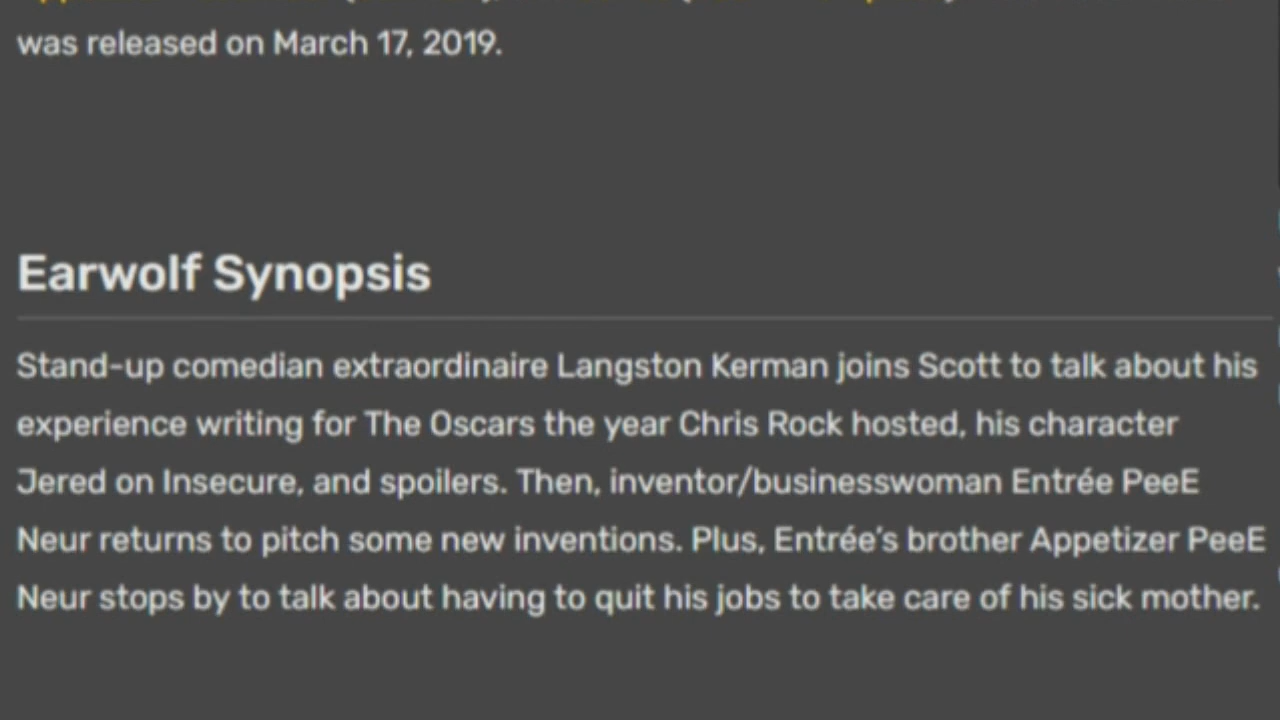 was released on March 17, 2019.
Earwolf Synopsis
Stand-up comedian extraordinaire Langston Kerman joins Scott to talk about his
experience writing for The Oscars the year Chris Rock hosted, his character
Jered on Insecure, and spoilers. Then, inventor/businesswoman Entrée PeeE
Neur returns to pitch some new inventions. Plus, Entrée’s brother Appetizer PeeE
Neur stops by to talk about having to quit his jobs to take care of his sick mother.